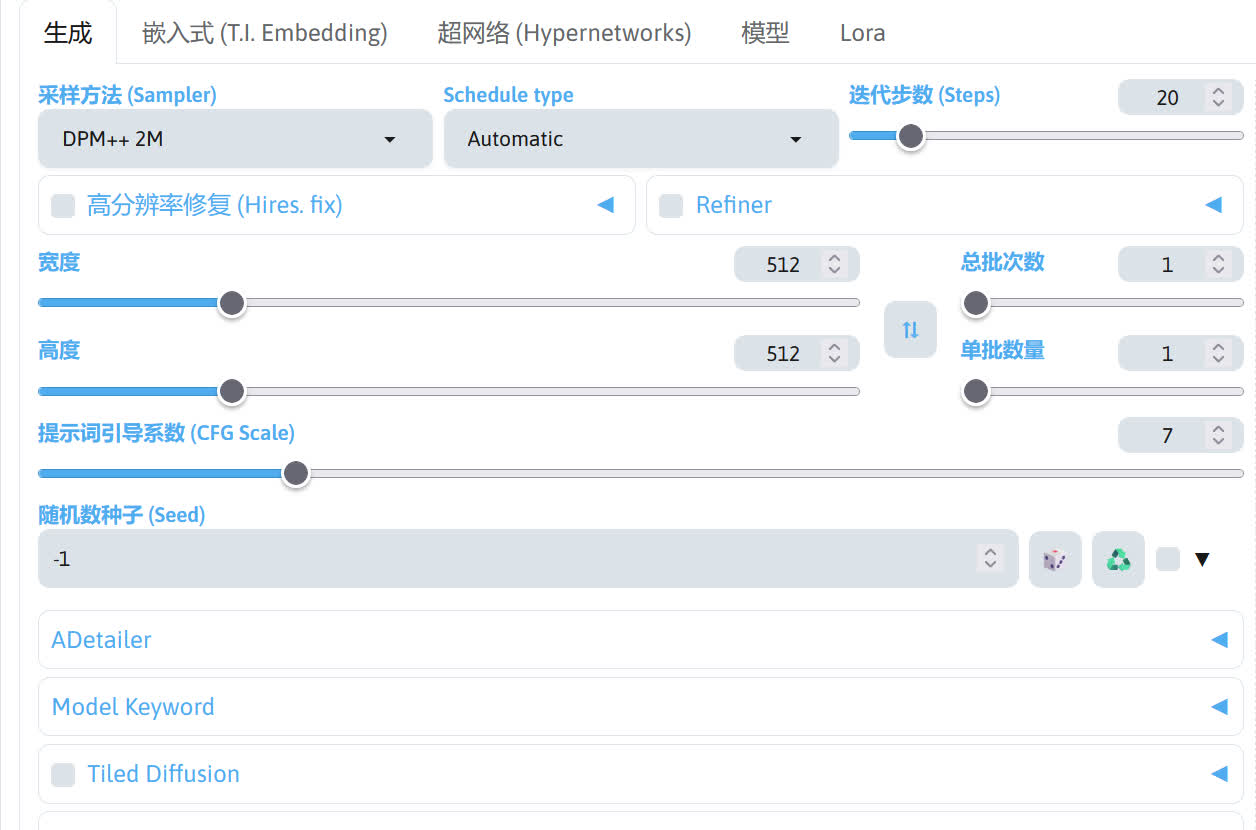 生成 嵌入式 (T.I. Embedding) 超网络 (Hypernetworks) 模型 Lora
采样方法 (Sampler) Schedule type 迭代步数 (Steps) 20
DPM++ 2M Automatic
高分辨率修复 (Hires. fix) Refiner
宽度 512 总批次数 1
高度 512 单批数量 1
提示词引导系数 (CFG Scale) 7
随机数种子 (Seed)
-1
ADetailer
Model Keyword
Tiled Diffusion